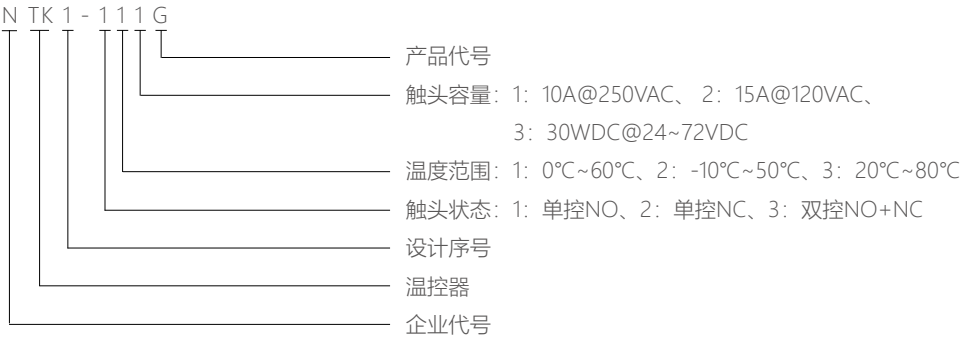 N TK 1 - 1 1 1 G
产品代号
触头容量：1：10A@250VAC、 2：15A@120VAC、
3：30WDC@24~72VDC
温度范围：1：0℃~60℃、2：-10℃~50℃、3：20℃~80℃
触头状态：1：单控NO、2：单控NC、3：双控NO+NC
设计序号
温控器
企业代号